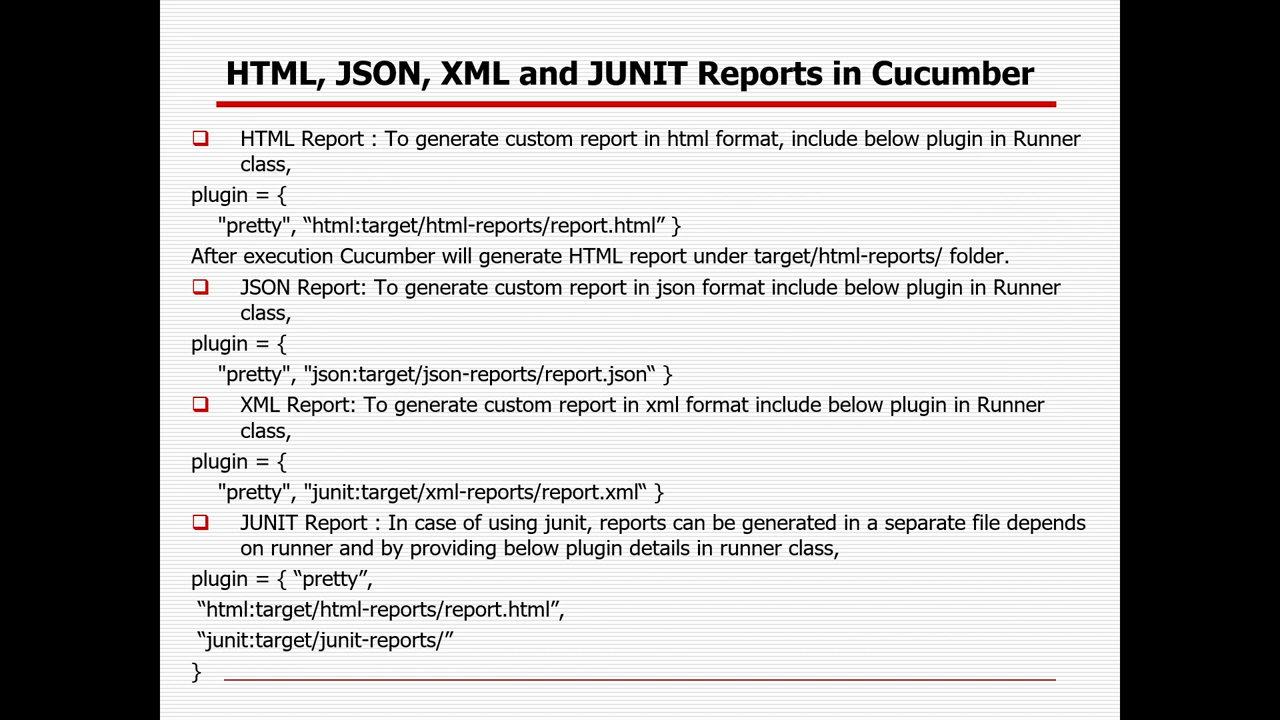 HTML, JSON, XML and JUNIT Reports in Cucumber
HTML Report : To generate custom report in html format, include below plugin in Runner
class,
plugin = {
"pretty", “html:target/html-reports/report.html” }
After execution Cucumber will generate HTML report under target/html-reports/ folder.
JSON Report: To generate custom report in json format include below plugin in Runner
class,
plugin = {
"pretty", "json:target/json-reports/report.json“ }
XML Report: To generate custom report in xml format include below plugin in Runner
class,
plugin = {
"pretty", "junit:target/xml-reports/report.xml“ }
JUNIT Report : In case of using junit, reports can be generated in a separate file depends
on runner and by providing below plugin details in runner class,
plugin = { “pretty”,
“html:target/html-reports/report.html”,
“junit:target/junit-reports/”
}